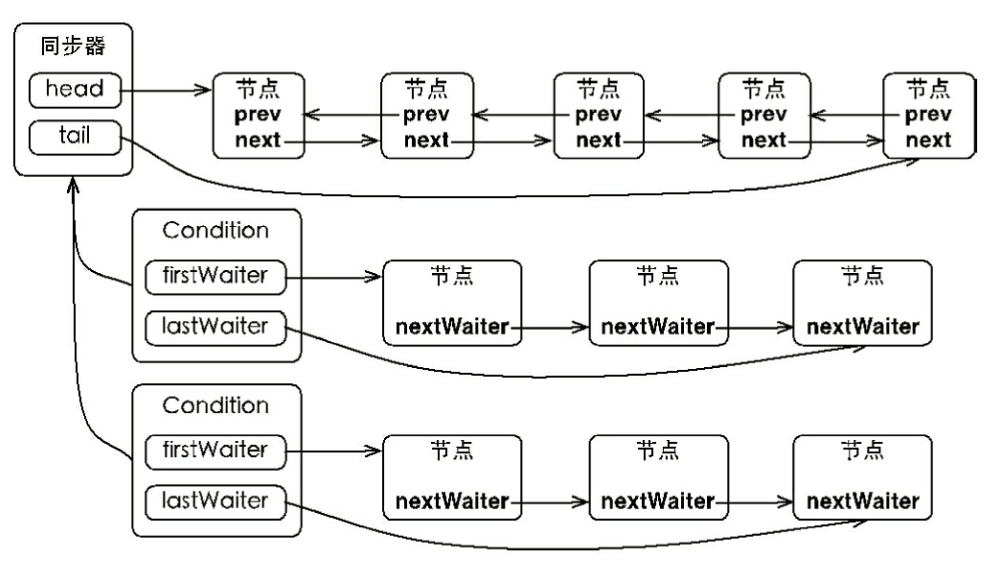 同步器
head
tail
节点 节点 节点 节点 节点
prev prev prev prev prev
next next next next next
Condition
firstWaiter
lastWaiter
节点 节点 节点
nextWaiter nextWaiter nextWaiter
Condition
firstWaiter
lastWaiter
节点 节点 节点
nextWaiter nextWaiter nextWaiter